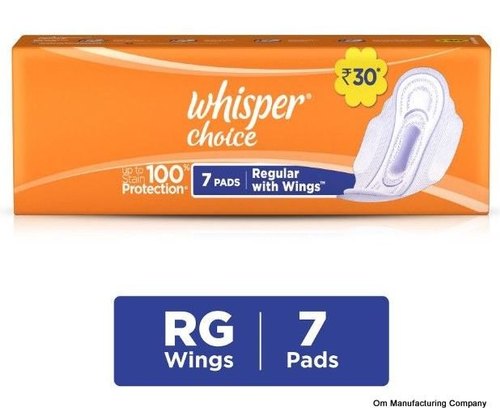 ₹30*
whisper®
choice
up to 100%*
Stain Protection
7 PADS | Regular
with Wings™
RG | 7
Wings | Pads
Om Manufacturing Company